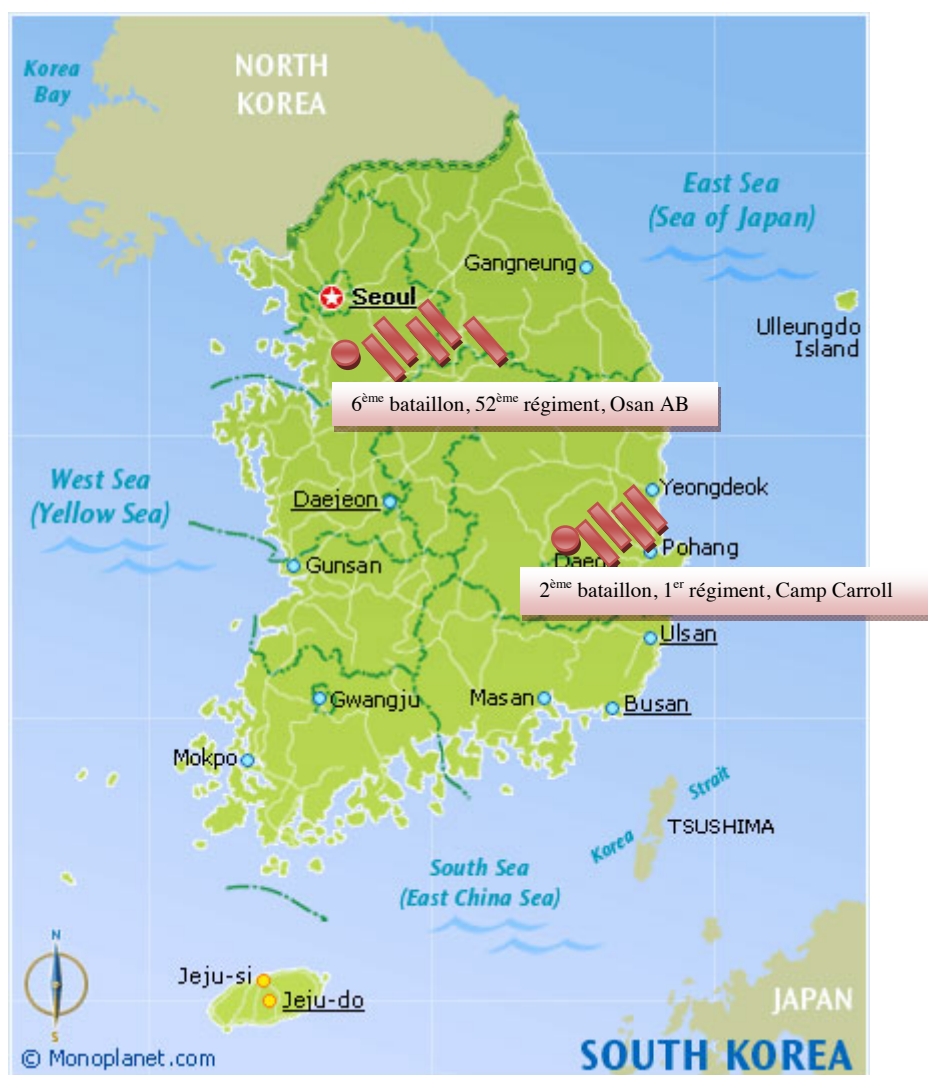 NORTH
KOREA
Korea
Bay
East Sea
(Sea of Japan)
Gangneung
Seoul
Ulleungdo
Island
6ème bataillon, 52ème régiment, Osan AB
West Sea
(Yellow Sea)
Yeongdeok
Daejeon
Pohang
Gunsan
2ème bataillon, 1er régiment, Camp Carroll
Ulsan
Gwangju
Masan
Busan
Mokpo
Korea Strait
TSUSHIMA
South Sea
(East China Sea)
N
S
Jeju-si
Jeju-do
JAPAN
© Monoplanet.com
SOUTH KOREA